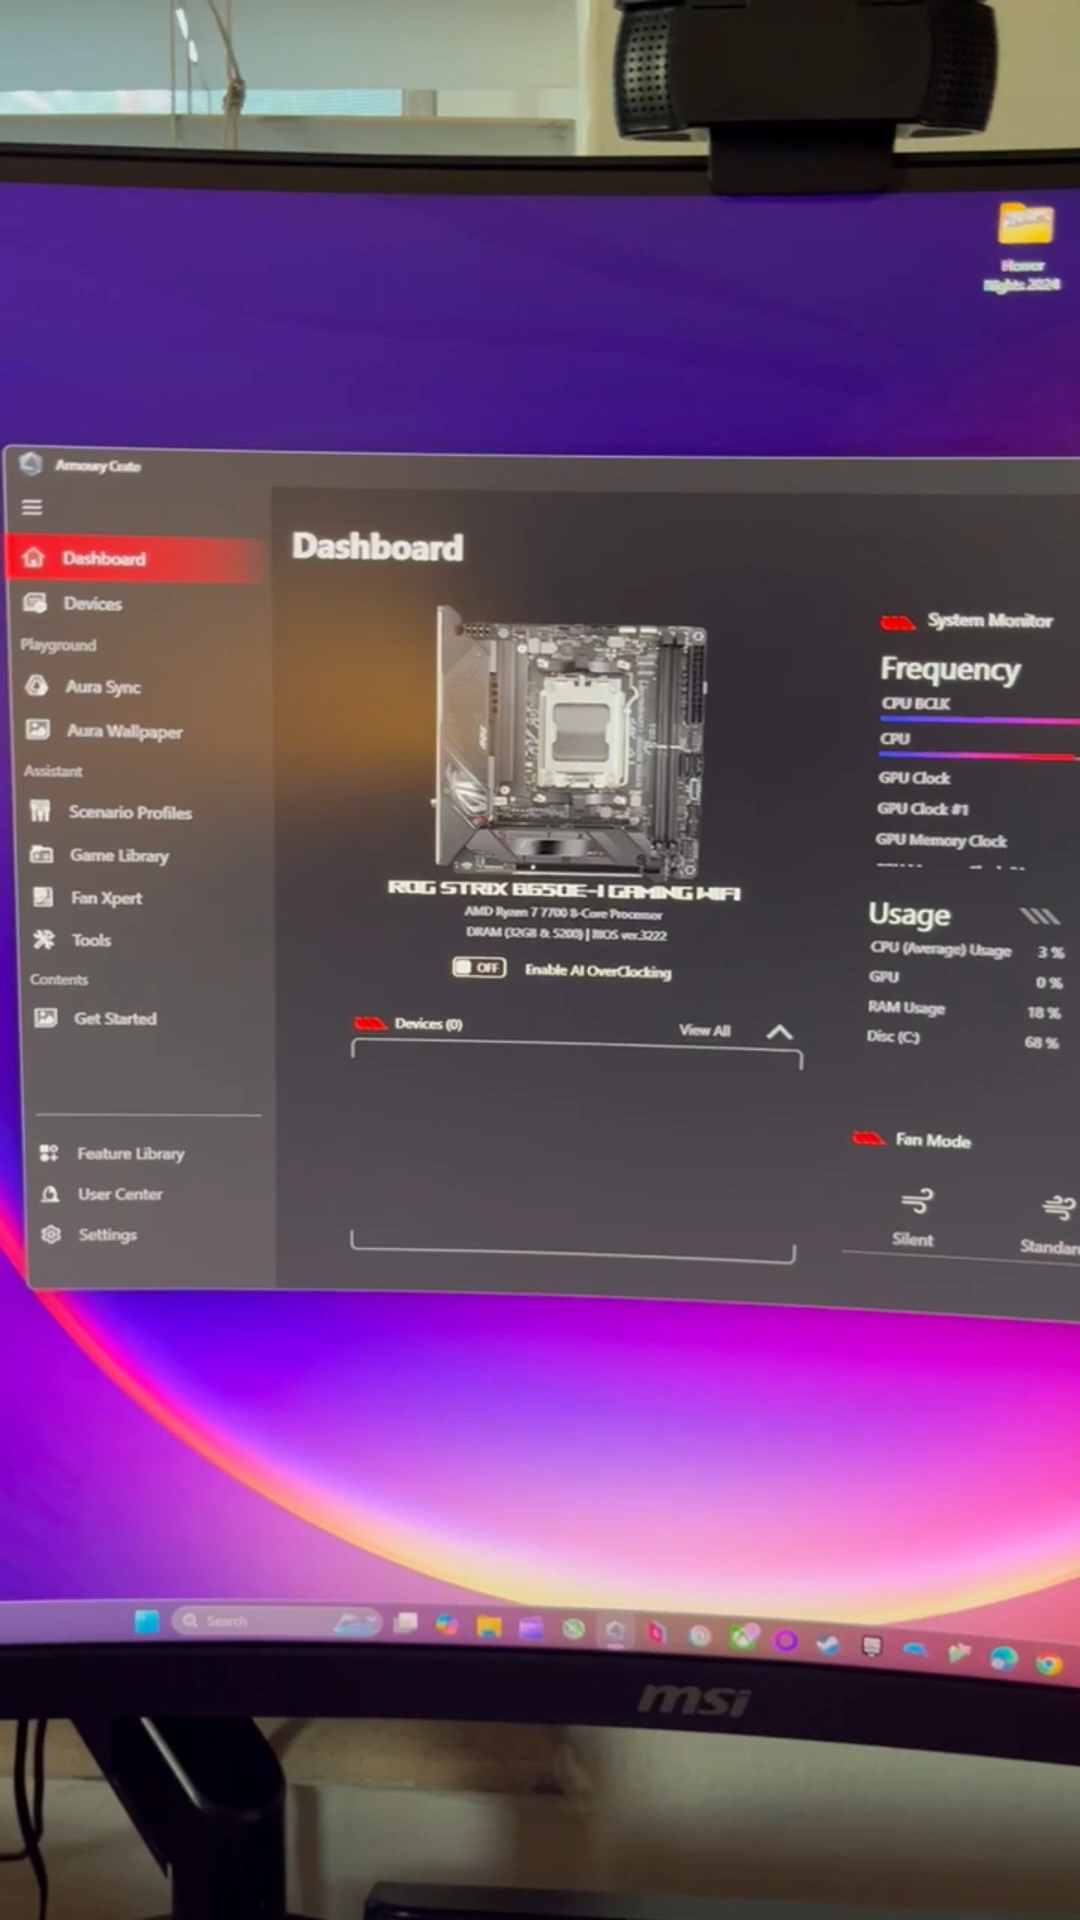 Horror
Nights 2024
Armoury Crate
Dashboard
Devices
Playground
Aura Sync
Aura Wallpaper
Assistant
Scenario Profiles
Game Library
Fan Xpert
Tools
Contents
Get Started
Feature Library
User Center
Settings
Dashboard
ROG STRIX B650E-I GAMING WIFI
AMD Ryzen 7 7700 8-Core Processor
DRAM (32GB & 5200) | BIOS ver.3222
OFF Enable AI OverClocking
Devices (0) View All
System Monitor
Frequency
CPU BCLK
CPU
GPU Clock
GPU Clock #1
GPU Memory Clock
Usage
CPU (Average) Usage 3 %
GPU 0 %
RAM Usage 18 %
Disc (C:) 68 %
Fan Mode
Silent
Standard
Search
msi